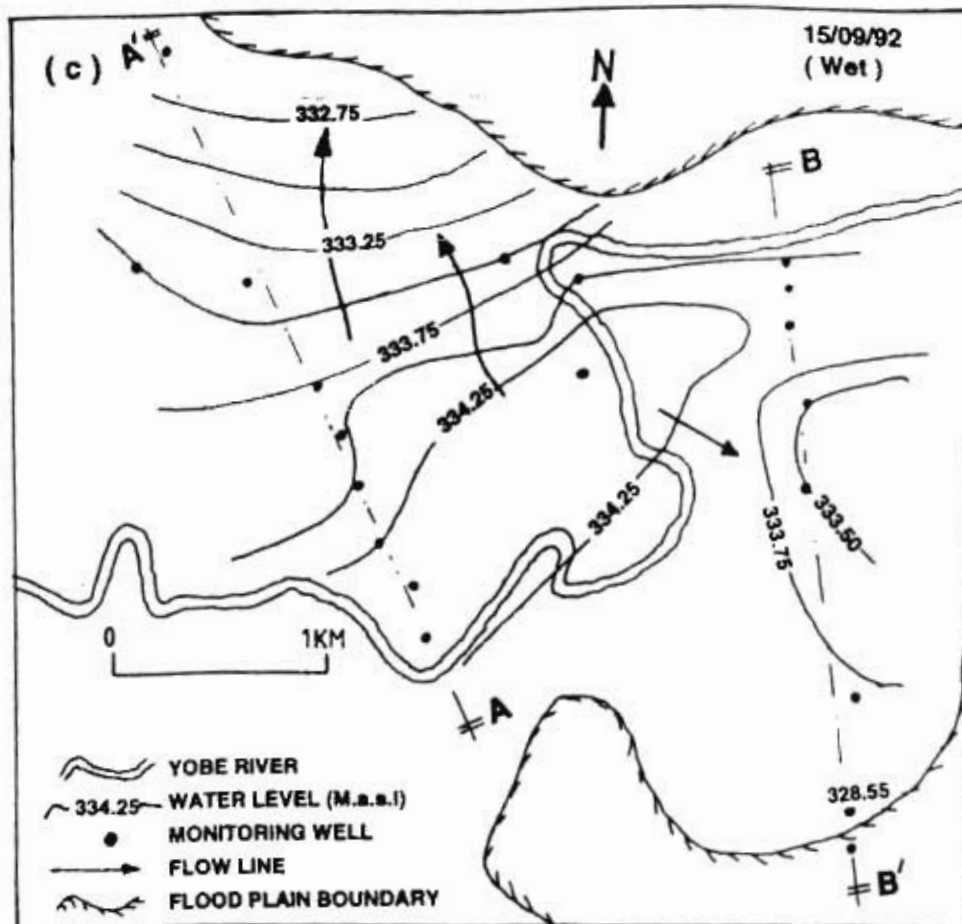 (c)
A'
15/09/92
(Wet)
N
332.75
B
333.25
333.75
334.25
334.25
333.75
333.50
0 1KM
A
328.55
B'
YOBE RIVER
334.25 WATER LEVEL (M.a.s.l)
MONITORING WELL
FLOW LINE
FLOOD PLAIN BOUNDARY